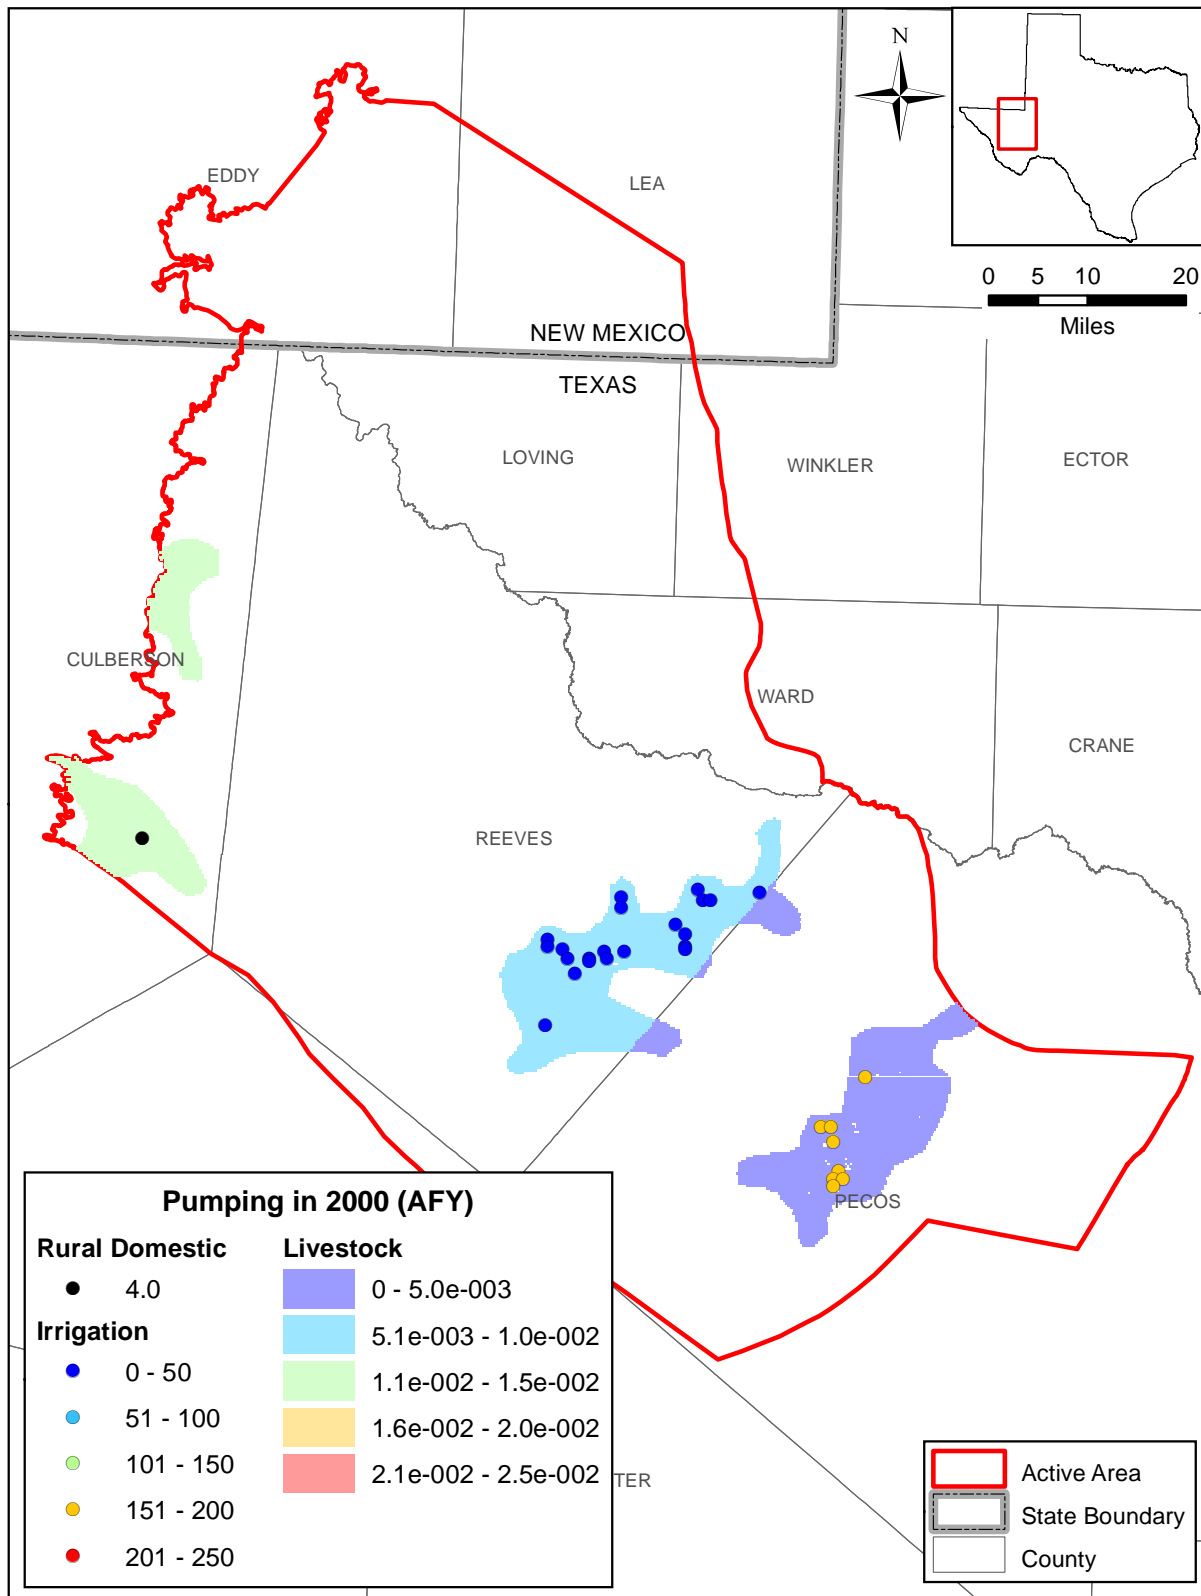 N
EDDY
LEA
0 5 10 20
Miles
NEW MEXICO
TEXAS
LOVING
WINKLER
ECTOR
CULBERSON
WARD
CRANE
REEVES
PECOS
TER
Pumping in 2000 (AFY)
Rural Domestic
4.0
Irrigation
0 - 50
51 - 100
101 - 150
151 - 200
201 - 250
Livestock
0 - 5.0e-003
5.1e-003 - 1.0e-002
1.1e-002 - 1.5e-002
1.6e-002 - 2.0e-002
2.1e-002 - 2.5e-002
Active Area
State Boundary
County